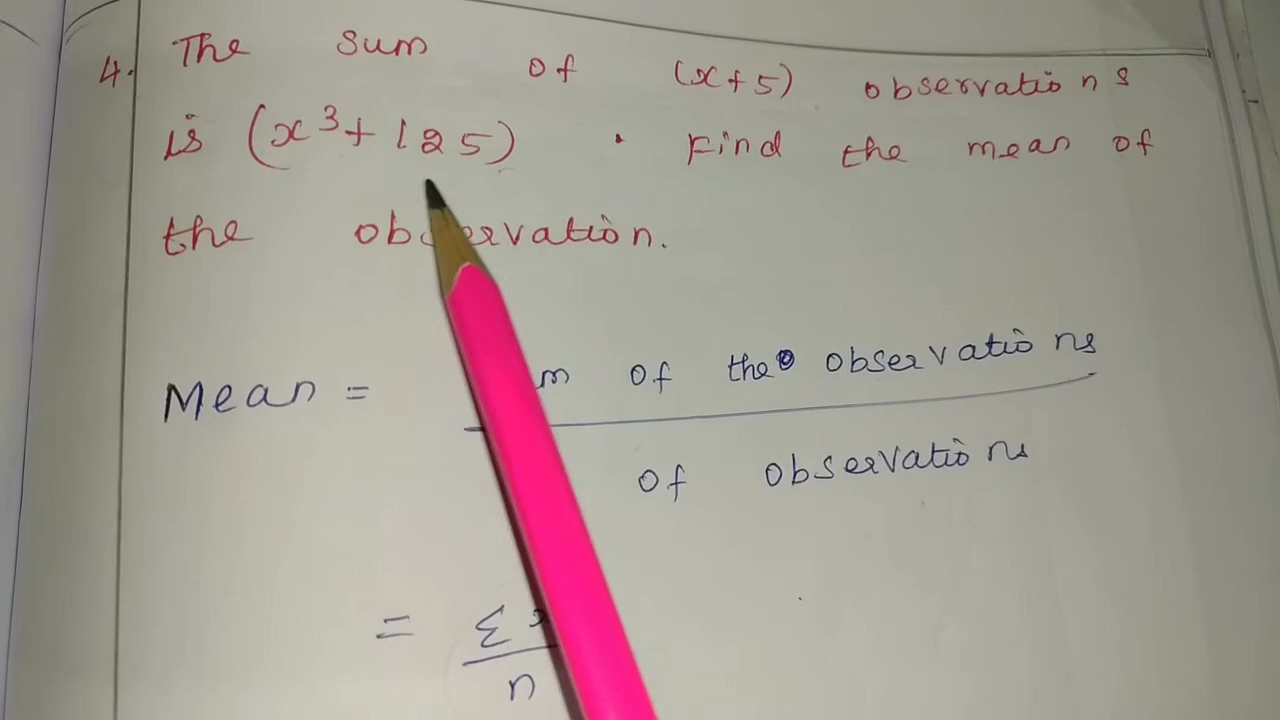 4. The sum of (x+5) observations
is (x³+125) . Find the mean of
the observation.
Mean = of the observations
of observations
= Σ
n